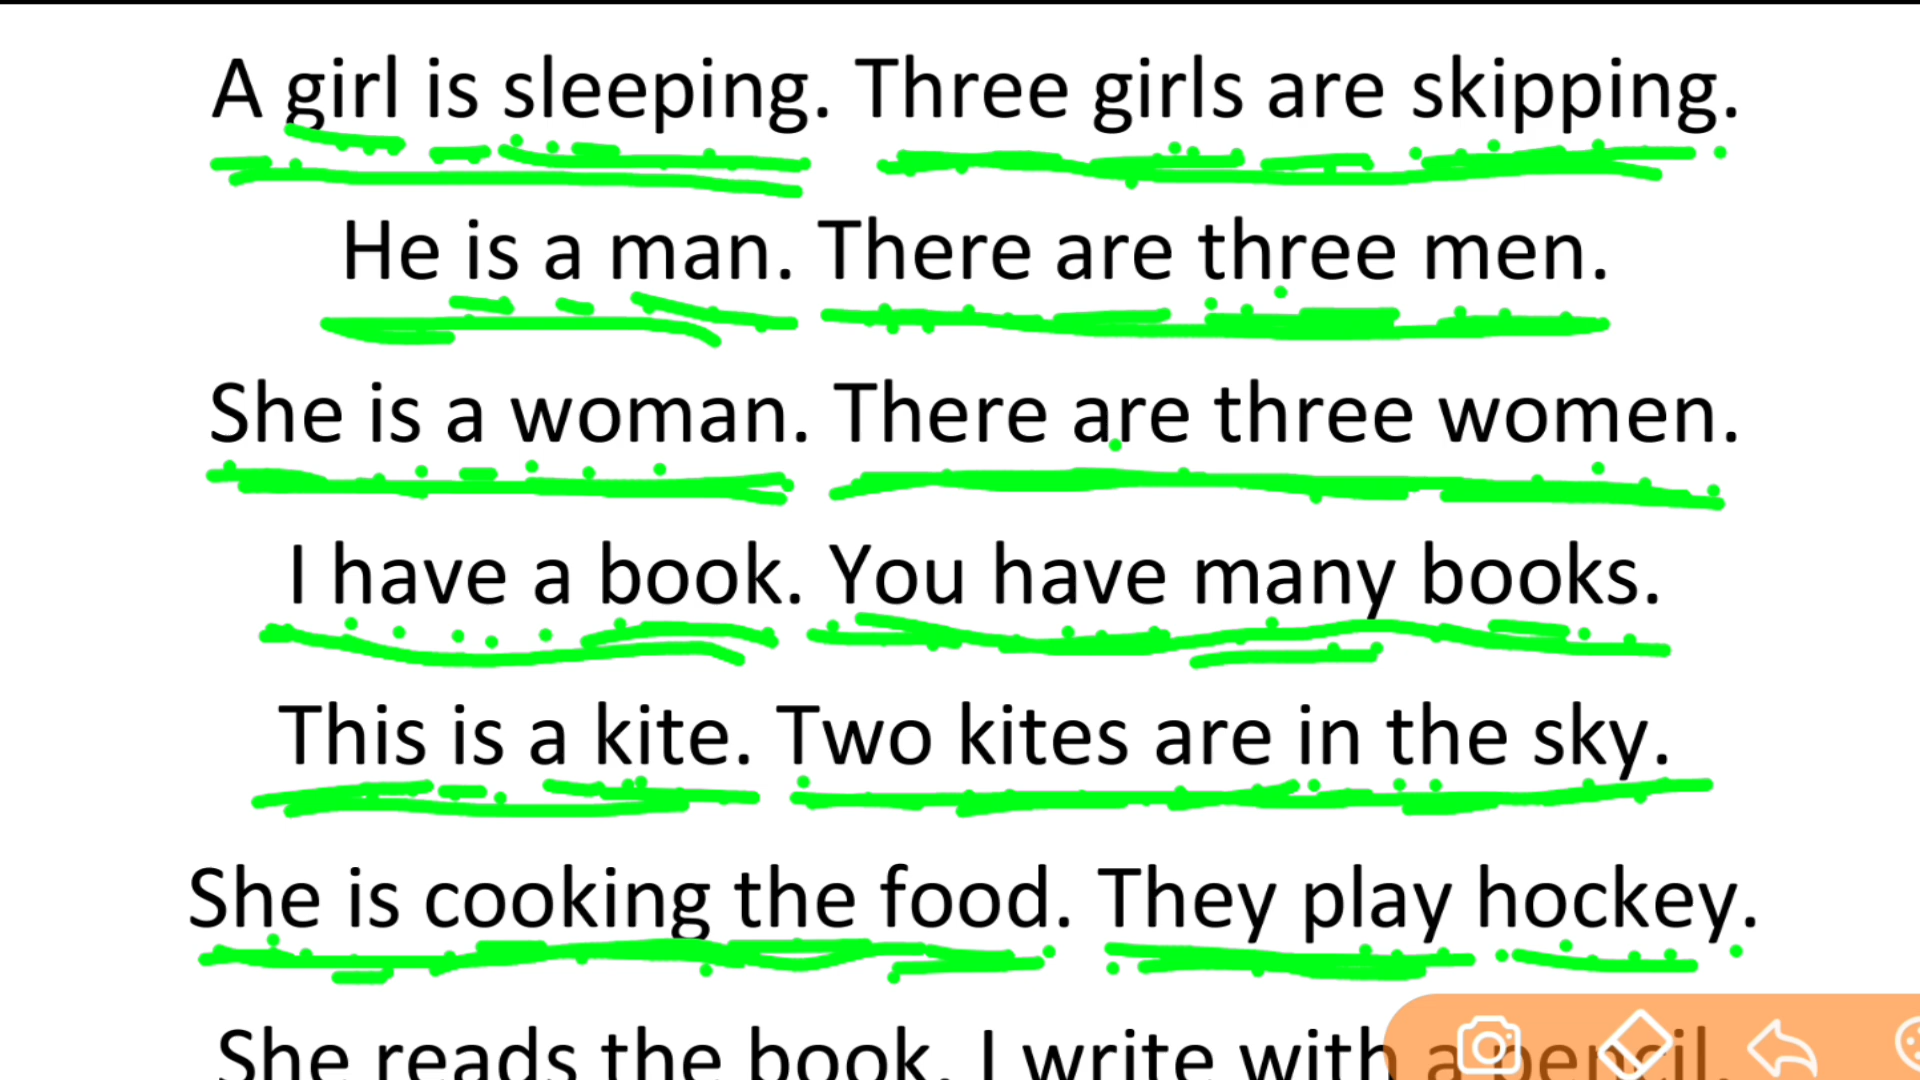 A girl is sleeping. Three girls are skipping.
He is a man. There are three men.
She is a woman. There are three women.
I have a book. You have many books.
This is a kite. Two kites are in the sky.
She is cooking the food. They play hockey.
She reads the book. I write with a pencil.